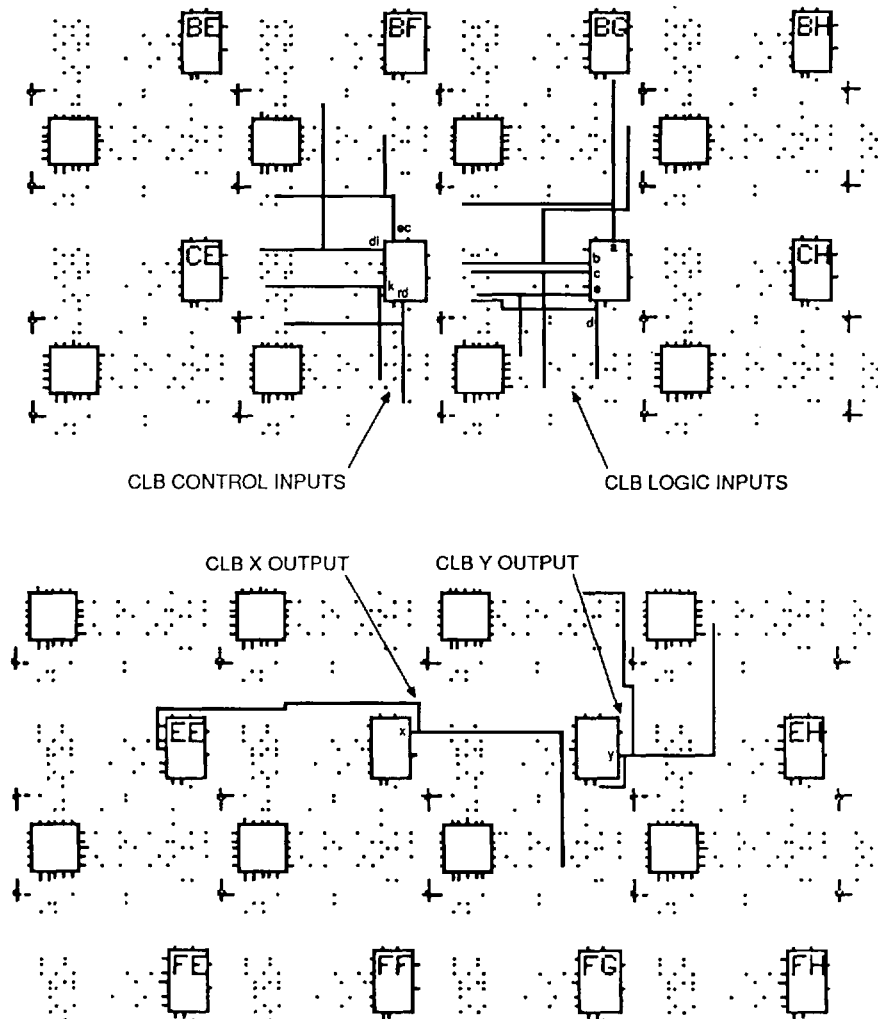 BE BF BG BH
ec
di
a
b
CE CH
c
k
rd
e
d
CLB CONTROL INPUTS CLB LOGIC INPUTS
CLB X OUTPUT CLB Y OUTPUT
EE x EH
y
FE FF FG FH